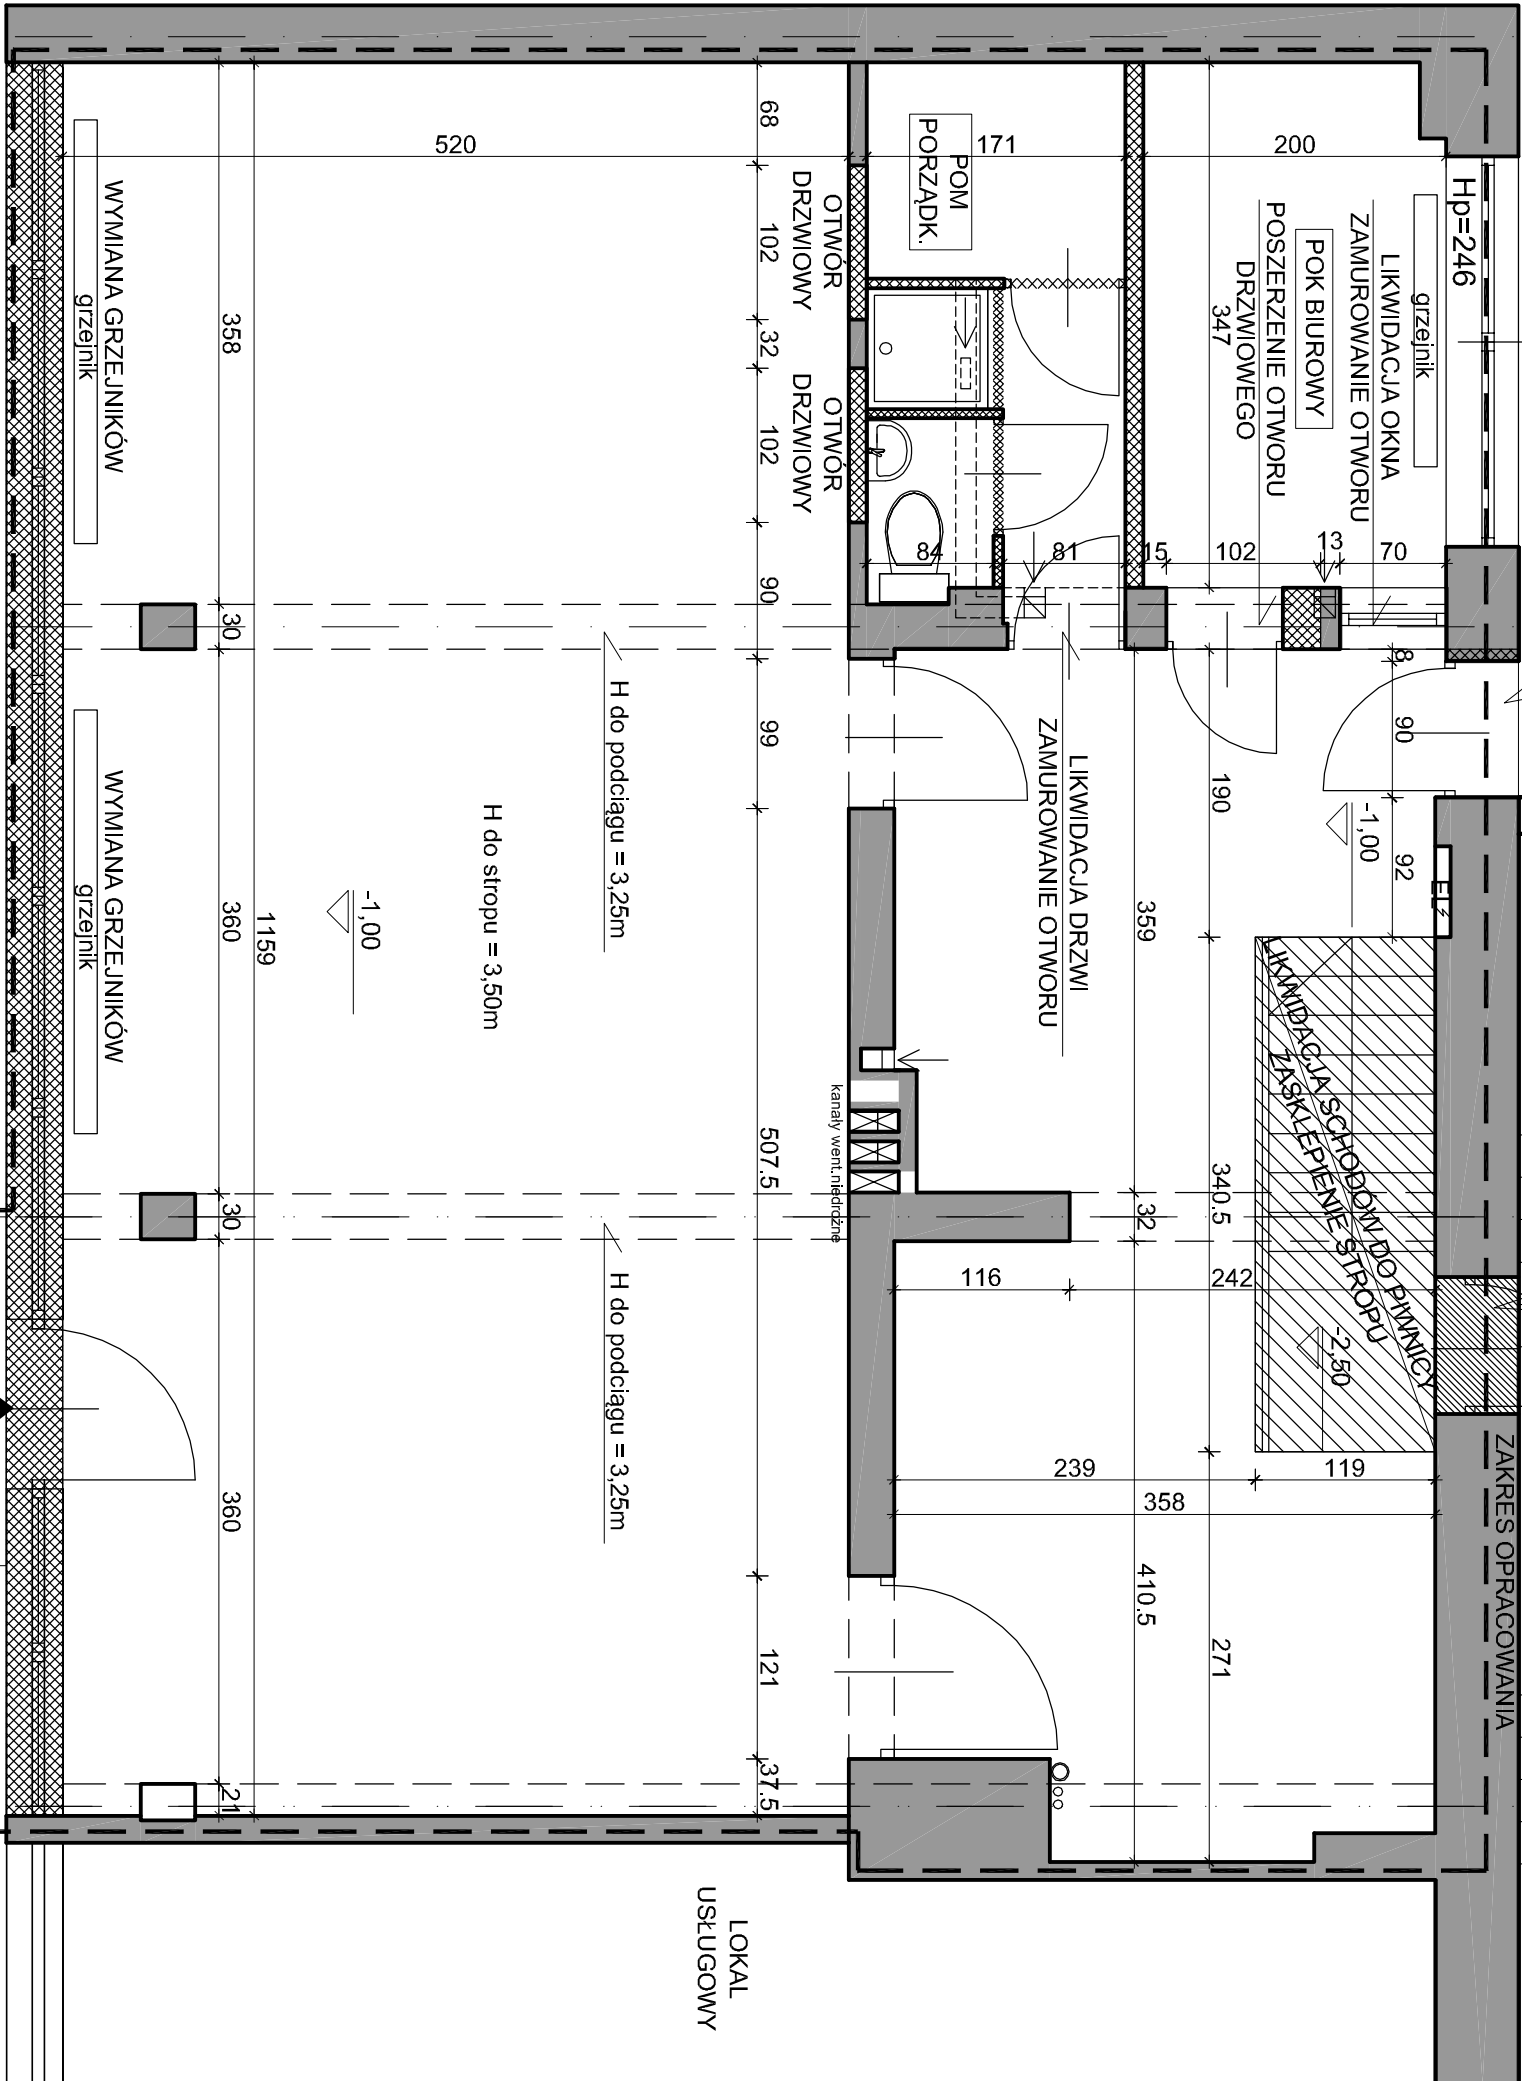 Hp=246
grzejnik
LIKWIDACJA OKNA
ZAMUROWANIE OTWORU
POK BIUROWY
POSZERZENIE OTWORU
DRZWIOWEGO
347
200
171
520
POM
PORZĄDK.
68
OTWÓR
DRZWIOWY
102
32
OTWÓR
DRZWIOWY
102
90
84
81
15
102
13
70
WYMIANA GRZEJNIKÓW
grzejnik
358
30
8
90
92
-1,00
190
99
H do podciągu = 3,25m
LIKWIDACJA DRZWI
ZAMUROWANIE OTWORU
359
H do stropu = 3,50m
-1,00
1159
360
WYMIANA GRZEJNIKÓW
grzejnik
LIKWIDACJA SCHODÓW DO PIWNICY
ZASKLEPIENIE STROPU
-2,50
kanały went.niedrożne
507.5
340.5
32
30
116
242
H do podciągu = 3,25m
239
119
358
ZAKRES OPRACOWANIA
410.5
271
360
121
37.5
21
LOKAL
USŁUGOWY